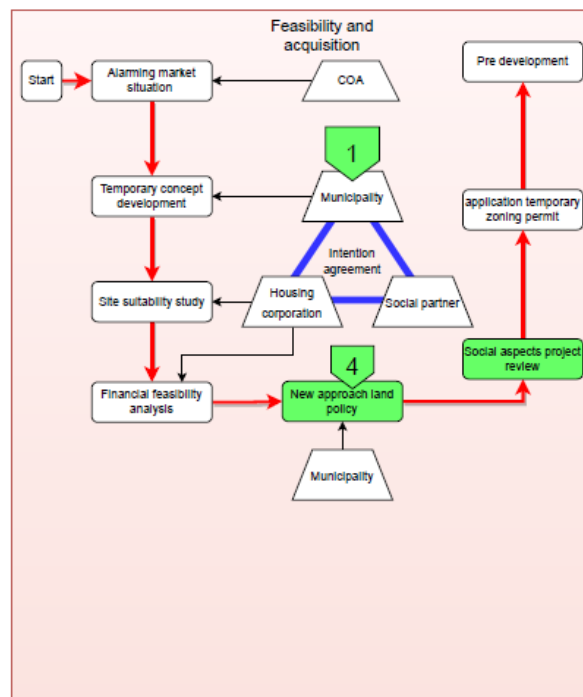 Feasibility and
acquisition
Start
Alarming market
situation
COA
Pre development
1
Temporary concept
development
Municipality
application temporary
zoning permit
Intention
agreement
Site suitability study
Housing
corporation
Social partner
Social aspects project
review
4
Financial feasibility
analysis
New approach land
policy
Municipality